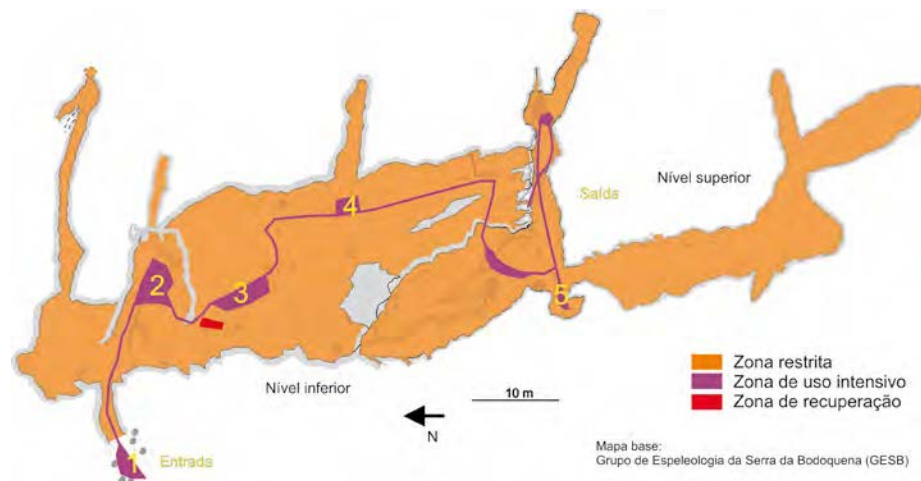 Saída
Nível superior
4
2
3
5
Nível inferior
10 m
N
Entrada
1
Zona restrita
Zona de uso intensivo
Zona de recuperação
Mapa base:
Grupo de Espeleologia da Serra da Bodoquena (GESB)